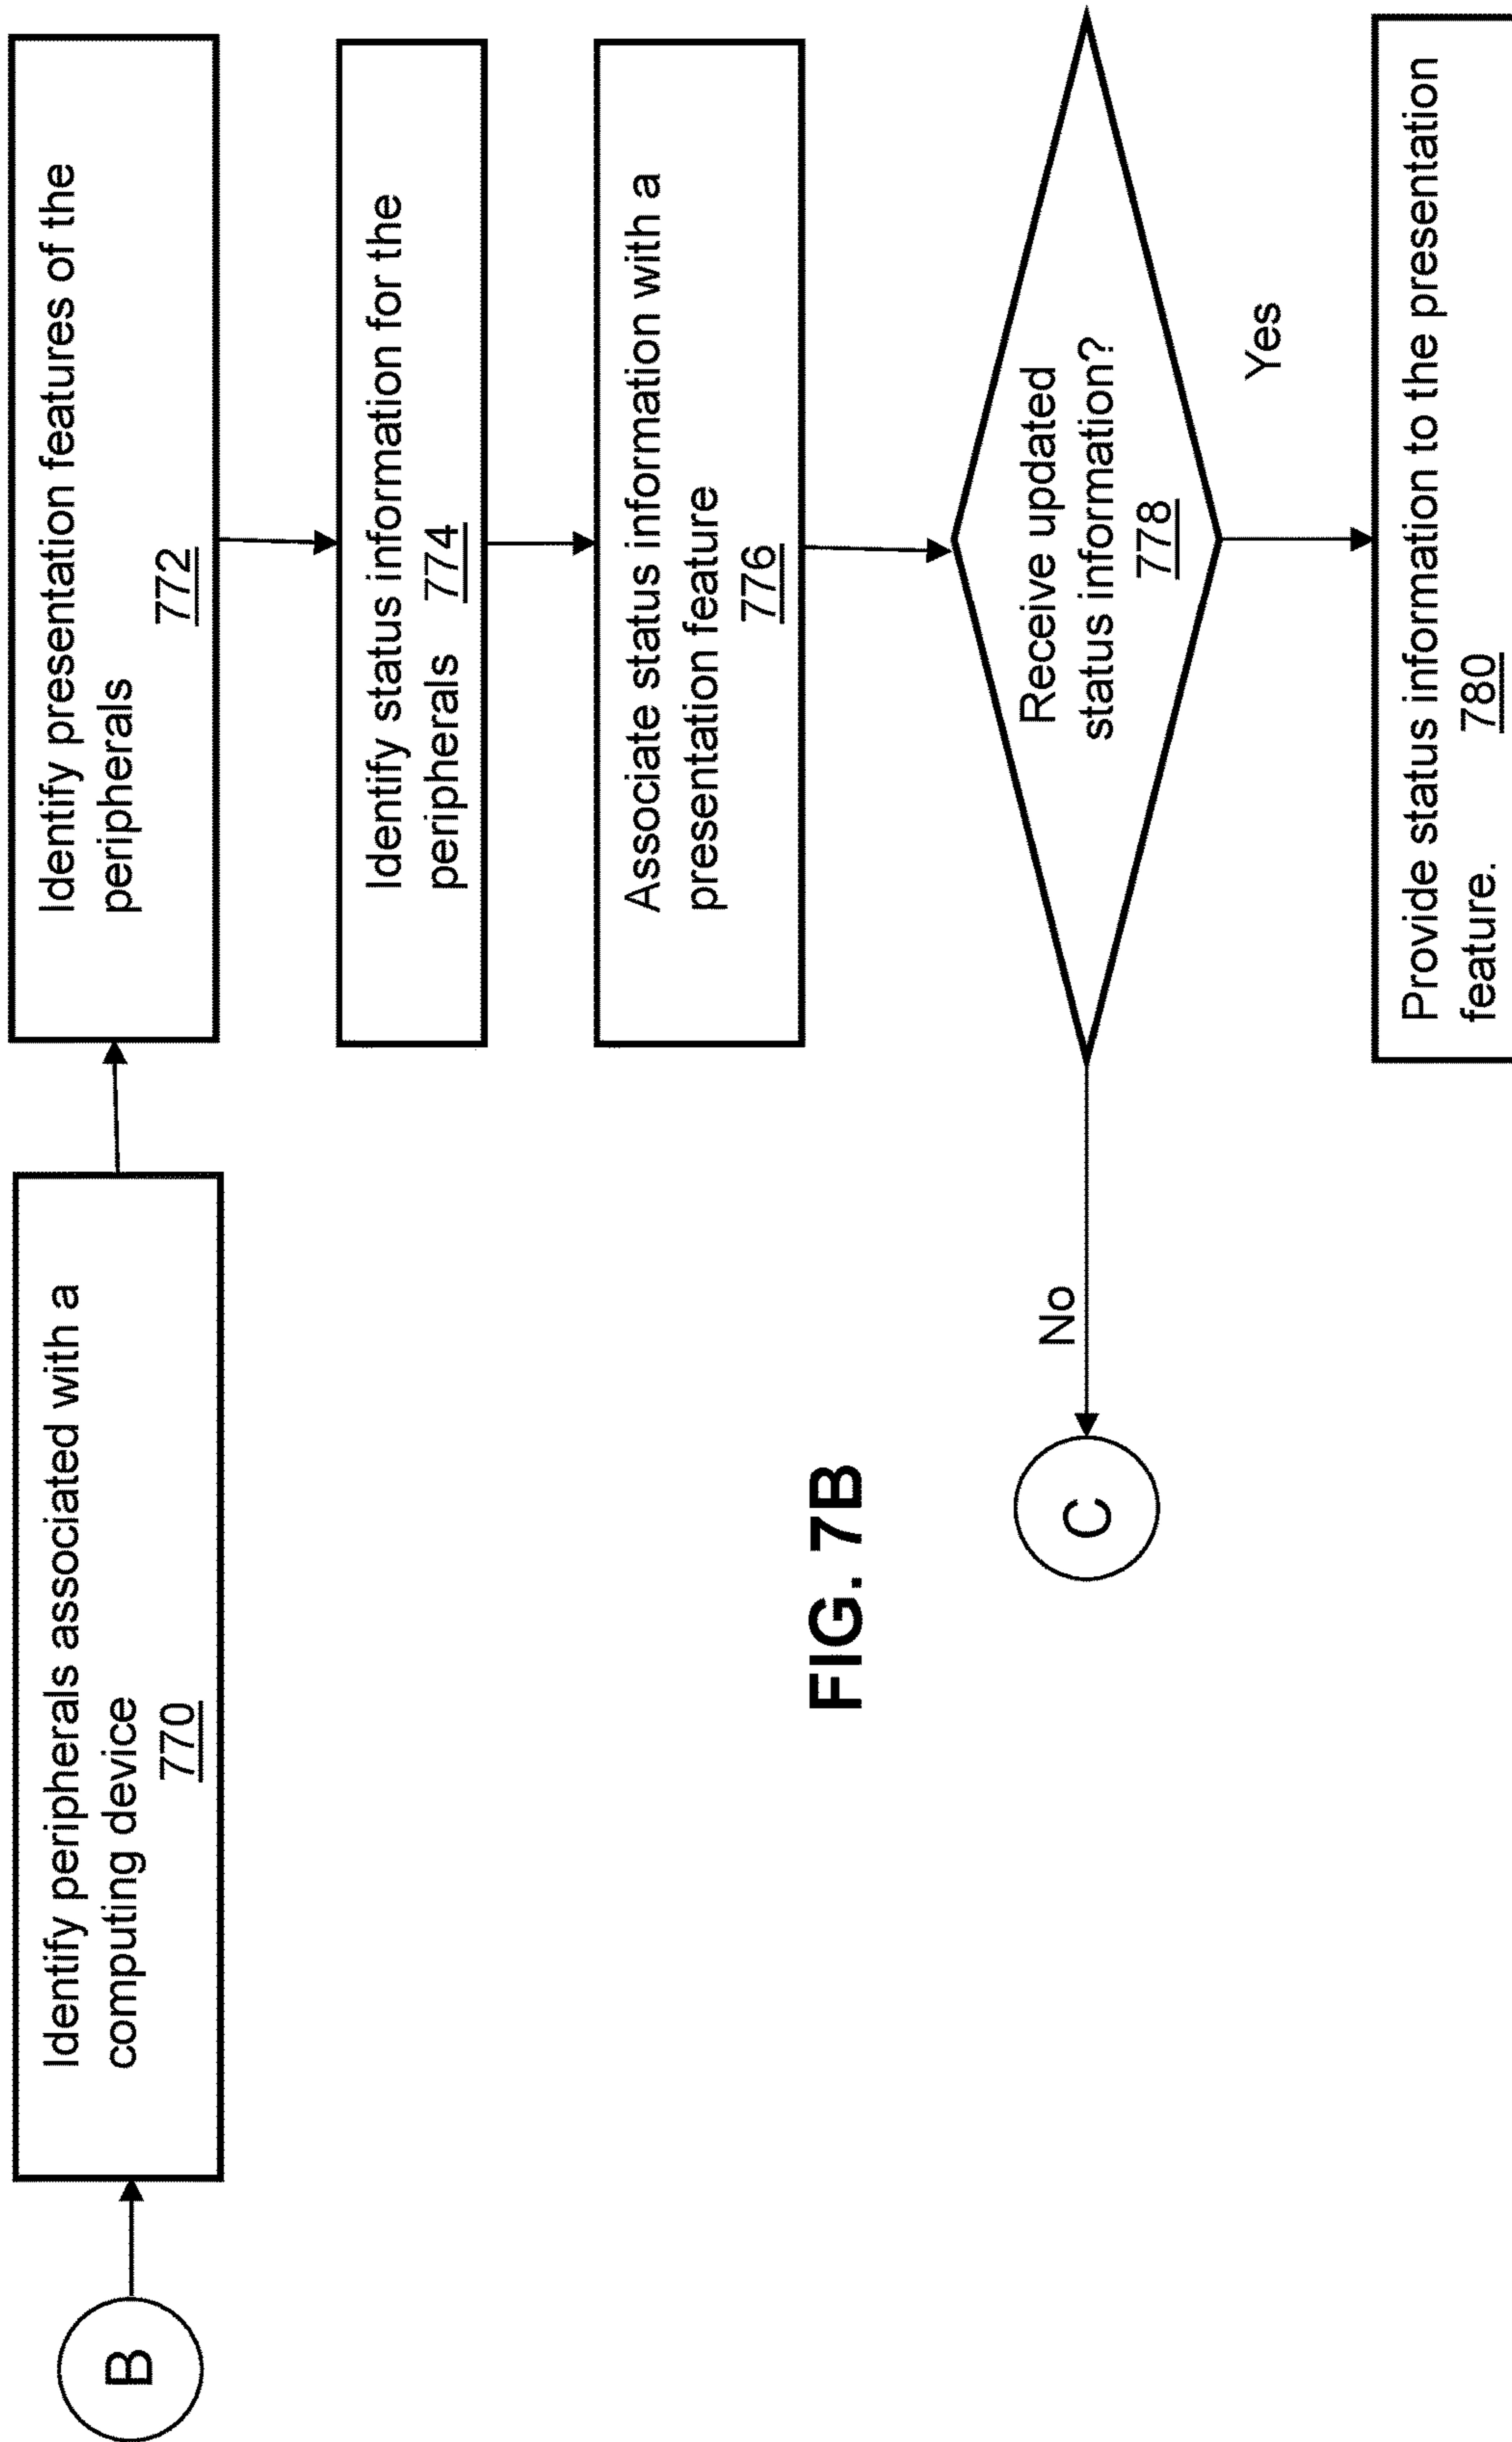 B
Identify peripherals associated with a
computing device
770
Identify presentation features of the
peripherals
772
Identify status information for the
peripherals 774
Associate status information with a
presentation feature
776
Receive updated
status information?
778
No
C
Yes
Provide status information to the presentation
feature. 780
FIG. 7B